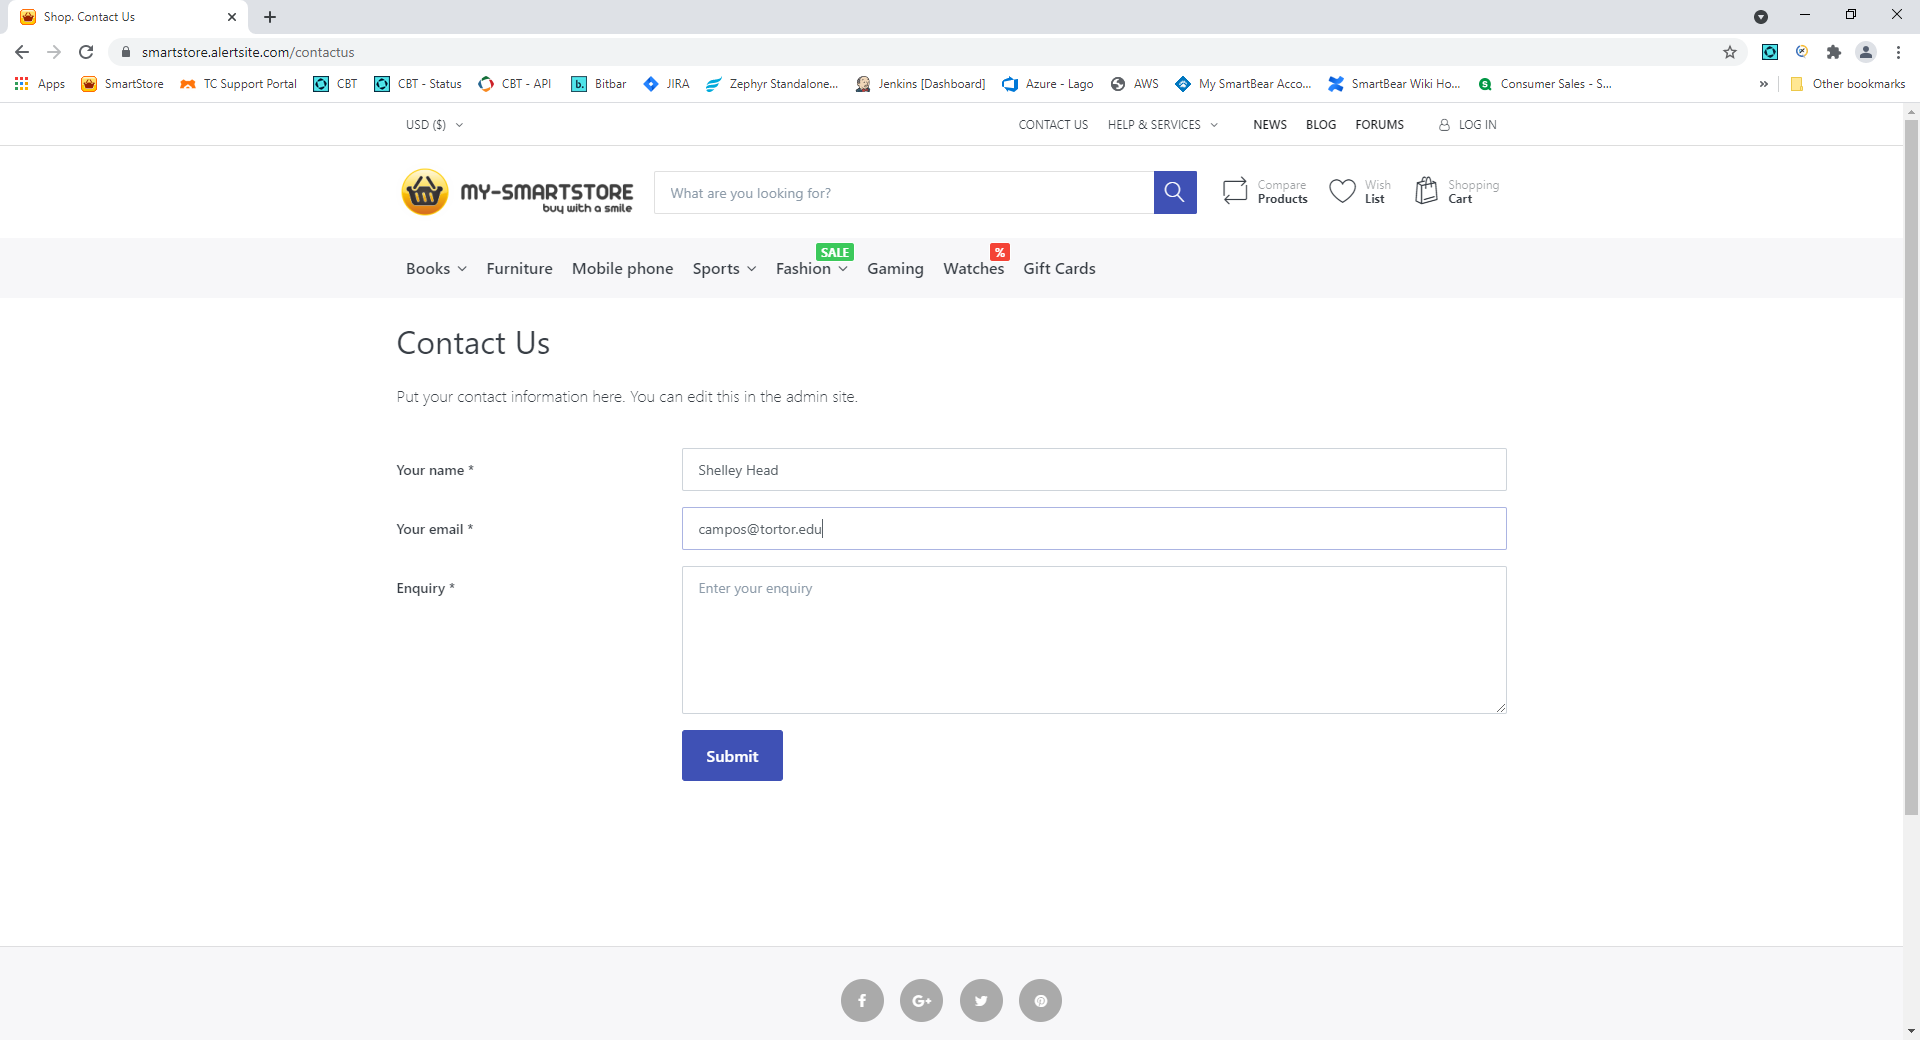 Shop. Contact Us
smartstore.alertsite.com/contactus
Apps SmartStore TC Support Portal CBT CBT - Status CBT - API b. Bitbar JIRA Zephyr Standalone... Jenkins [Dashboard] Azure - Lago AWS My SmartBear Acco... SmartBear Wiki Ho... S Consumer Sales - S... » Other bookmarks
USD ($) CONTACT US HELP & SERVICES NEWS BLOG FORUMS LOG IN
MY-SMARTSTORE
buy with a smile
What are you looking for?
Compare
Products
Wish
List
Shopping
Cart
SALE %
Books Furniture Mobile phone Sports Fashion Gaming Watches Gift Cards
Contact Us
Put your contact information here. You can edit this in the admin site.
Your name * Shelley Head
Your email * campos@tortor.edu
Enquiry * Enter your enquiry
Submit
f G+